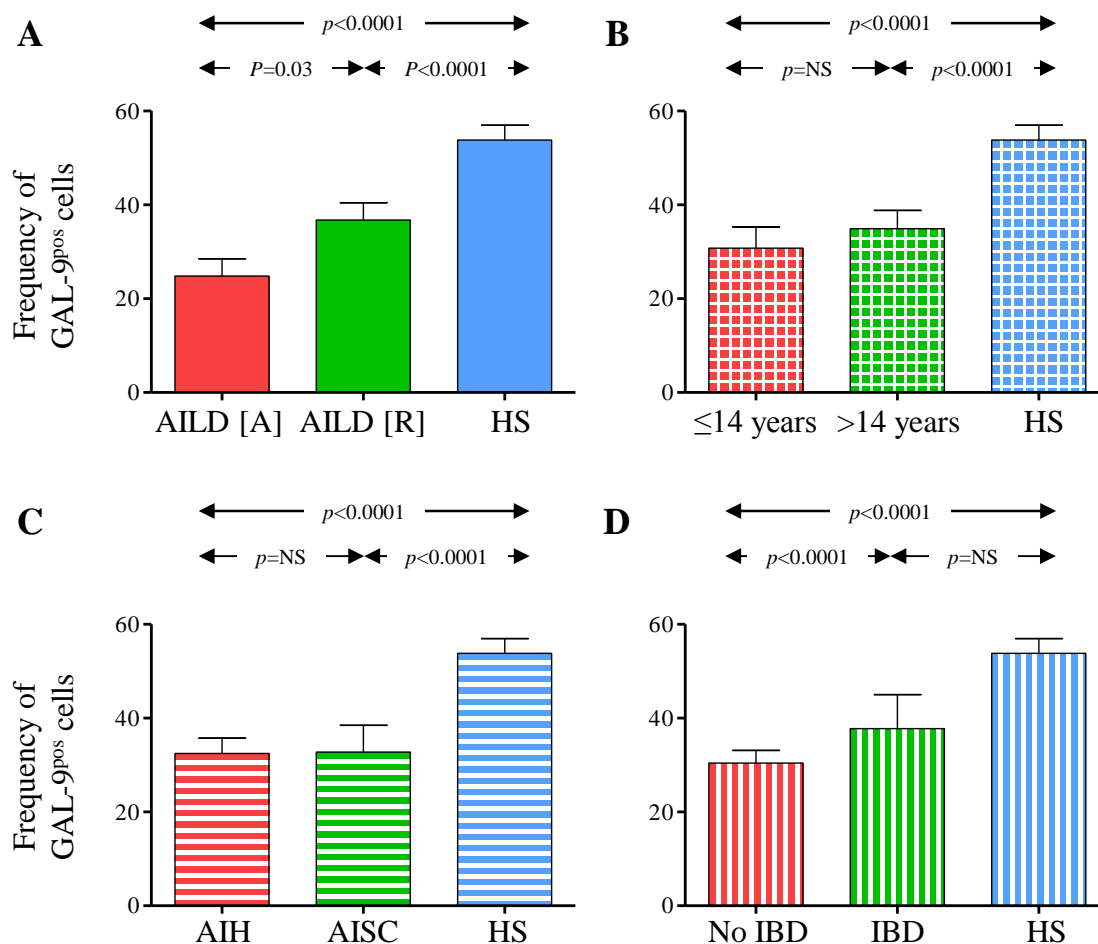 A
p<0.0001
P=0.03
P<0.0001
Frequency of
GAL-9pos cells
60
40
20
0
AILD [A]
AILD [R]
HS
B
p<0.0001
p=NS
p<0.0001
60
40
20
0
≤14 years
>14 years
HS
C
p<0.0001
p=NS
p<0.0001
Frequency of
GAL-9pos cells
60
40
20
0
AIH
AISC
HS
D
p<0.0001
p<0.0001
p=NS
60
40
20
0
No IBD
IBD
HS